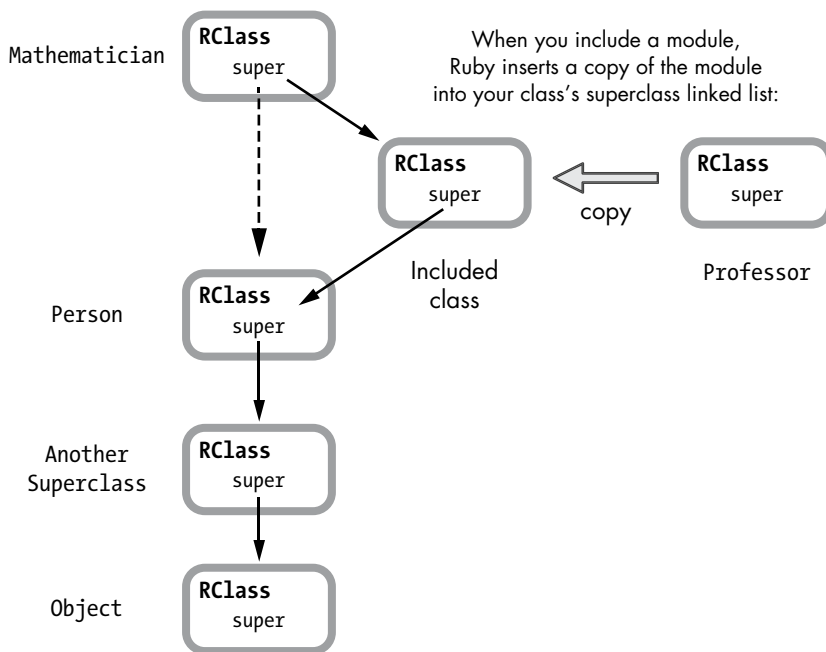 Mathematician
RClass
super
When you include a module,
Ruby inserts a copy of the module
into your class's superclass linked list:
RClass
super
copy
RClass
super
Included
class
Professor
Person
RClass
super
Another
Superclass
RClass
super
Object
RClass
super